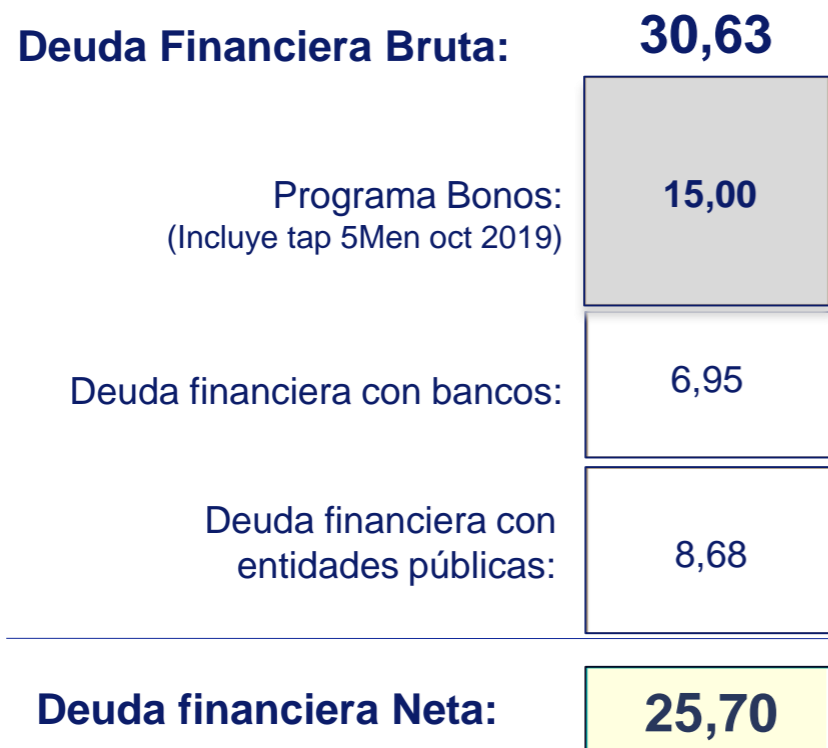 Deuda Financiera Bruta: 30,63
Programa Bonos: 15,00
(Incluye tap 5Men oct 2019)
Deuda financiera con bancos: 6,95
Deuda financiera con
entidades públicas: 8,68
Deuda financiera Neta: 25,70